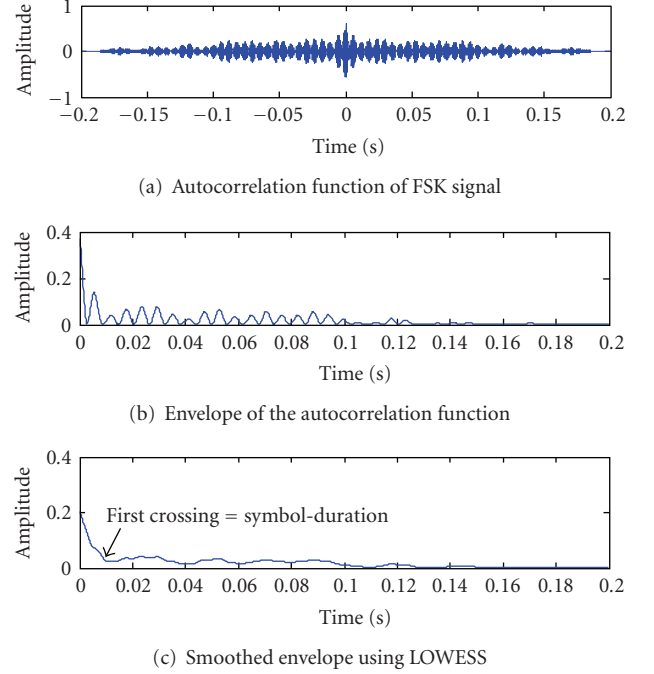 1
0
−1
Amplitude
−0.2 −0.15 −0.1 −0.05 0 0.05 0.1 0.15 0.2
Time (s)
(a) Autocorrelation function of FSK signal
0.4
0.2
0
Amplitude
0 0.02 0.04 0.06 0.08 0.1 0.12 0.14 0.16 0.18 0.2
Time (s)
(b) Envelope of the autocorrelation function
0.4
0.2
0
Amplitude
First crossing = symbol-duration
0 0.02 0.04 0.06 0.08 0.1 0.12 0.14 0.16 0.18 0.2
Time (s)
(c) Smoothed envelope using LOWESS